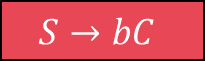 S → bC